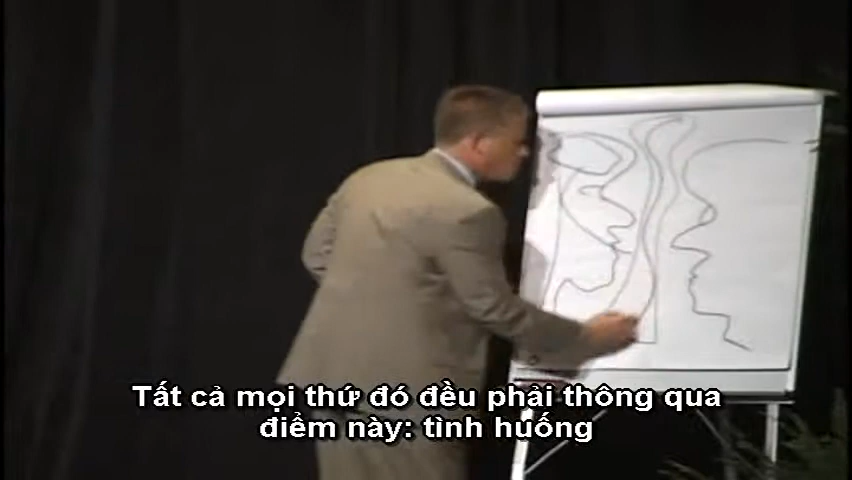 Tất cả mọi thứ đó đều phải thông qua
điểm này: tình huống